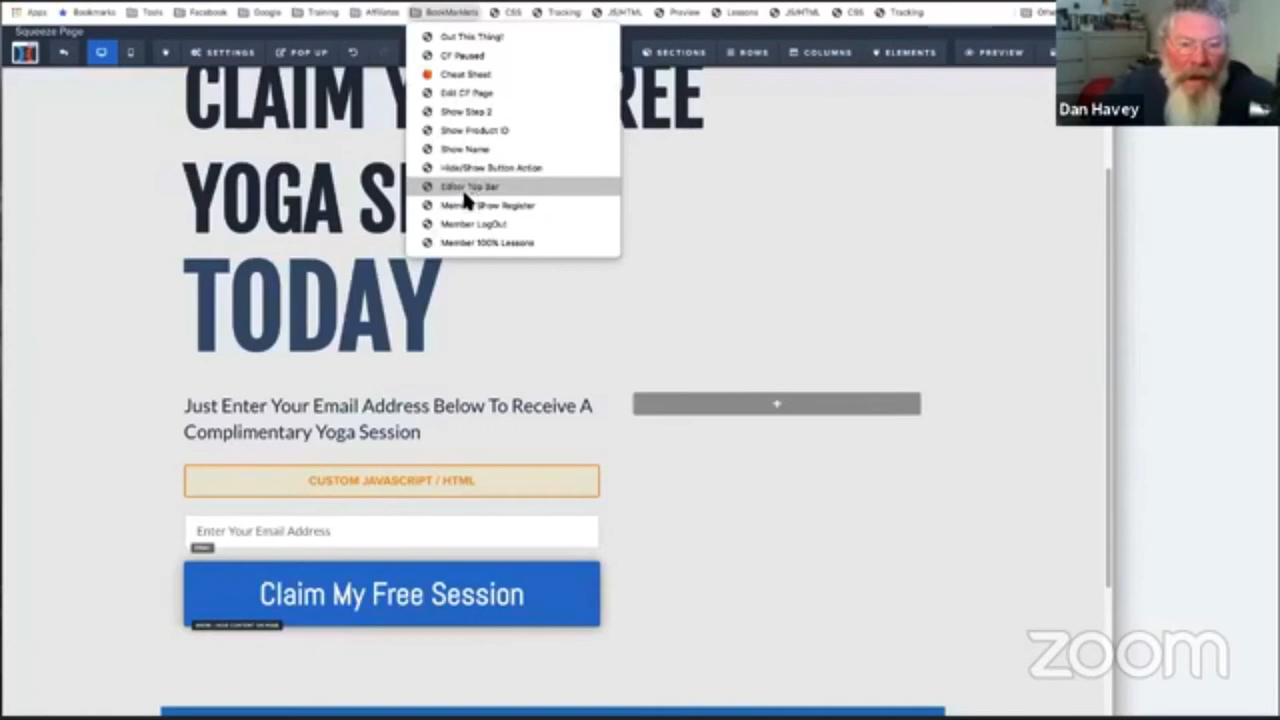 Apps Bookmarks Tools Facebook Google Training Affiliates BookMarklets CSS Tracking JS/HTML Preview Lessons JS/HTML CSS Tracking
Squeeze Page
SETTINGS POP UP SECTIONS ROWS COLUMNS ELEMENTS PREVIEW
Out This Thing!
CF Paused
Cheat Sheet
Edit CF Page
Show Step 2
Show Product ID
Show Name
Hide/Show Button Action
Editor Top Bar
Show Register
Member LogOut
Member 100% Lessons
Dan Havey
CLAIM
YOGA
TODAY
Just Enter Your Email Address Below To Receive A
Complimentary Yoga Session
+
CUSTOM JAVASCRIPT / HTML
Enter Your Email Address
Claim My Free Session
zoom